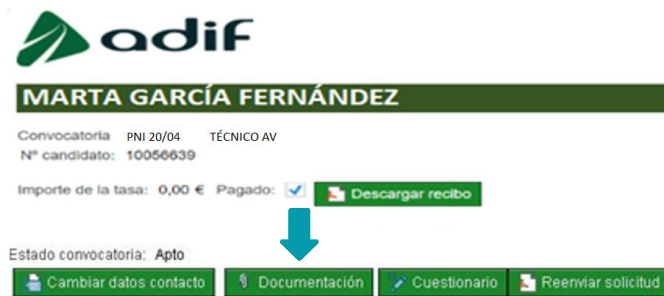 adif
MARTA GARCÍA FERNÁNDEZ
Convocatoria PNI 20/04 TÉCNICO AV
Nº candidato: 10056639
Importe de la tasa: 0,00 € Pagado: Descargar recibo
Estado convocatoria: Apto
Cambiar datos contacto Documentación Cuestionario Reenviar solicitud